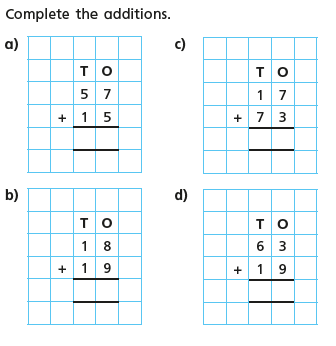 Complete the additions.
a)
T O
5 7
+ 1 5
c)
T O
1 7
+ 7 3
b)
T O
1 8
+ 1 9
d)
T O
6 3
+ 1 9